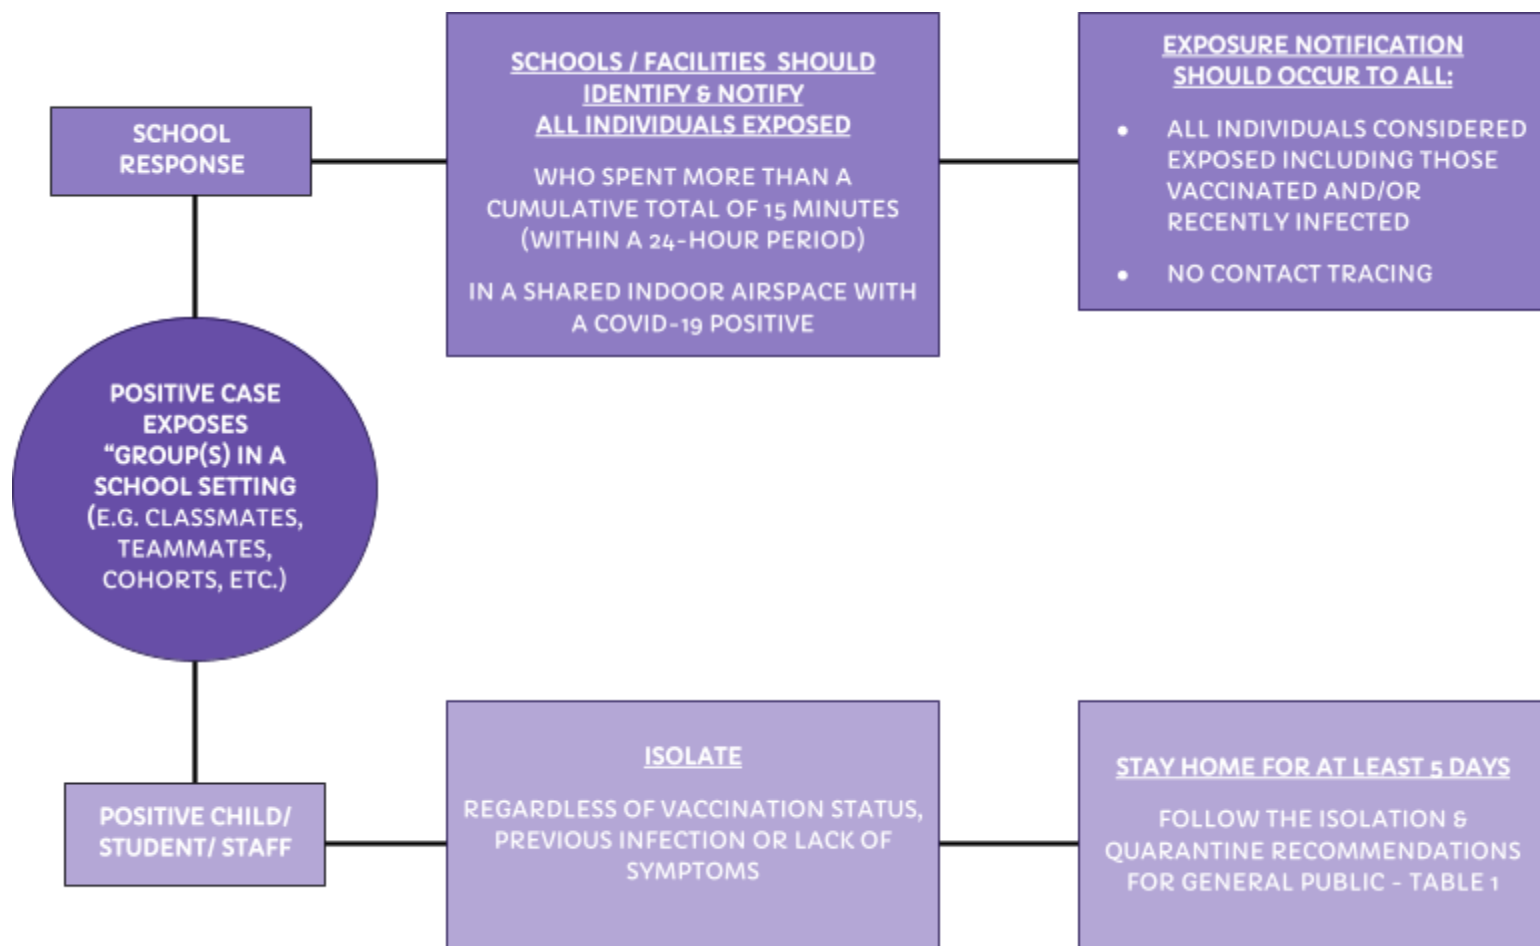 SCHOOL
RESPONSE
SCHOOLS / FACILITIES SHOULD
IDENTIFY & NOTIFY
ALL INDIVIDUALS EXPOSED
WHO SPENT MORE THAN A
CUMULATIVE TOTAL OF 15 MINUTES
(WITHIN A 24-HOUR PERIOD)
IN A SHARED INDOOR AIRSPACE WITH
A COVID-19 POSITIVE
EXPOSURE NOTIFICATION
SHOULD OCCUR TO ALL:
• ALL INDIVIDUALS CONSIDERED
EXPOSED INCLUDING THOSE
VACCINATED AND/OR
RECENTLY INFECTED
• NO CONTACT TRACING
POSITIVE CASE
EXPOSES
“GROUP(S) IN A
SCHOOL SETTING
(E.G. CLASSMATES,
TEAMMATES,
COHORTS, ETC.)
POSITIVE CHILD/
STUDENT/ STAFF
ISOLATE
REGARDLESS OF VACCINATION STATUS,
PREVIOUS INFECTION OR LACK OF
SYMPTOMS
STAY HOME FOR AT LEAST 5 DAYS
FOLLOW THE ISOLATION &
QUARANTINE RECOMMENDATIONS
FOR GENERAL PUBLIC - TABLE 1